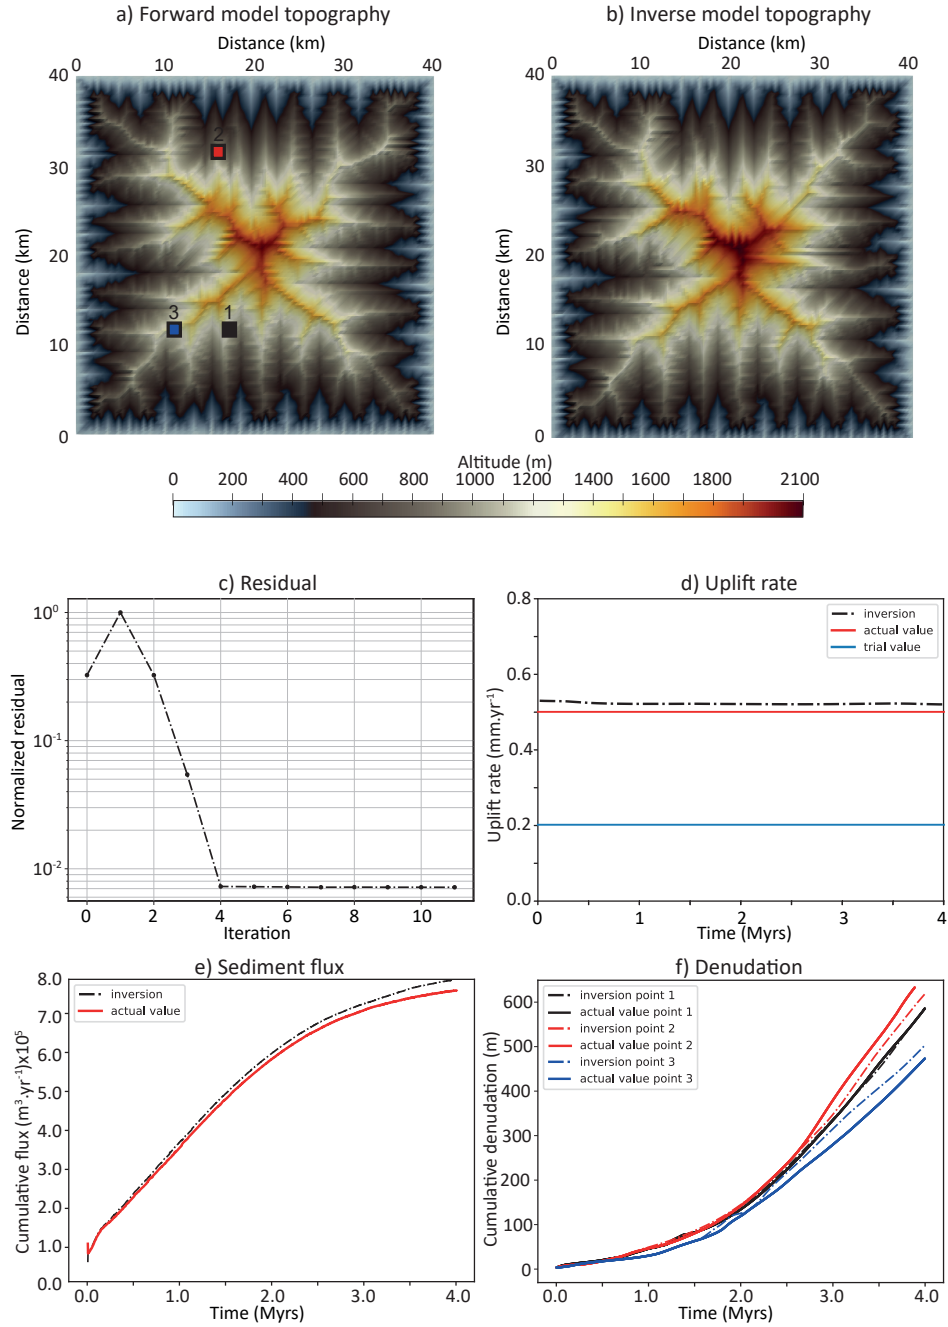 a) Forward model topography
b) Inverse model topography
Distance (km)
Distance (km)
0 10 20 30 40
0 10 20 30 40
40
30
20
10
0
Distance (km)
40
30
20
10
0
Distance (km)
2
3
1
Altitude (m)
0 200 400 600 800 1000 1200 1400 1600 1800 2100
c) Residual
Normalized residual
10⁰
10⁻¹
10⁻²
0 2 4 6 8 10
Iteration
d) Uplift rate
inversion
actual value
trial value
Uplift rate (mm.yr⁻¹)
0.8
0.6
0.4
0.2
0.0
0 1 2 3 4
Time (Myrs)
e) Sediment flux
inversion
actual value
Cumulative flux (m³.yr⁻¹)x10⁵
8.0
7.0
6.0
5.0
4.0
3.0
2.0
1.0
0.0
0.0 1.0 2.0 3.0 4.0
Time (Myrs)
f) Denudation
inversion point 1
actual value point 1
inversion point 2
actual value point 2
inversion point 3
actual value point 3
Cumulative denudation (m)
600
500
400
300
200
100
0
0.0 1.0 2.0 3.0 4.0
Time (Myrs)